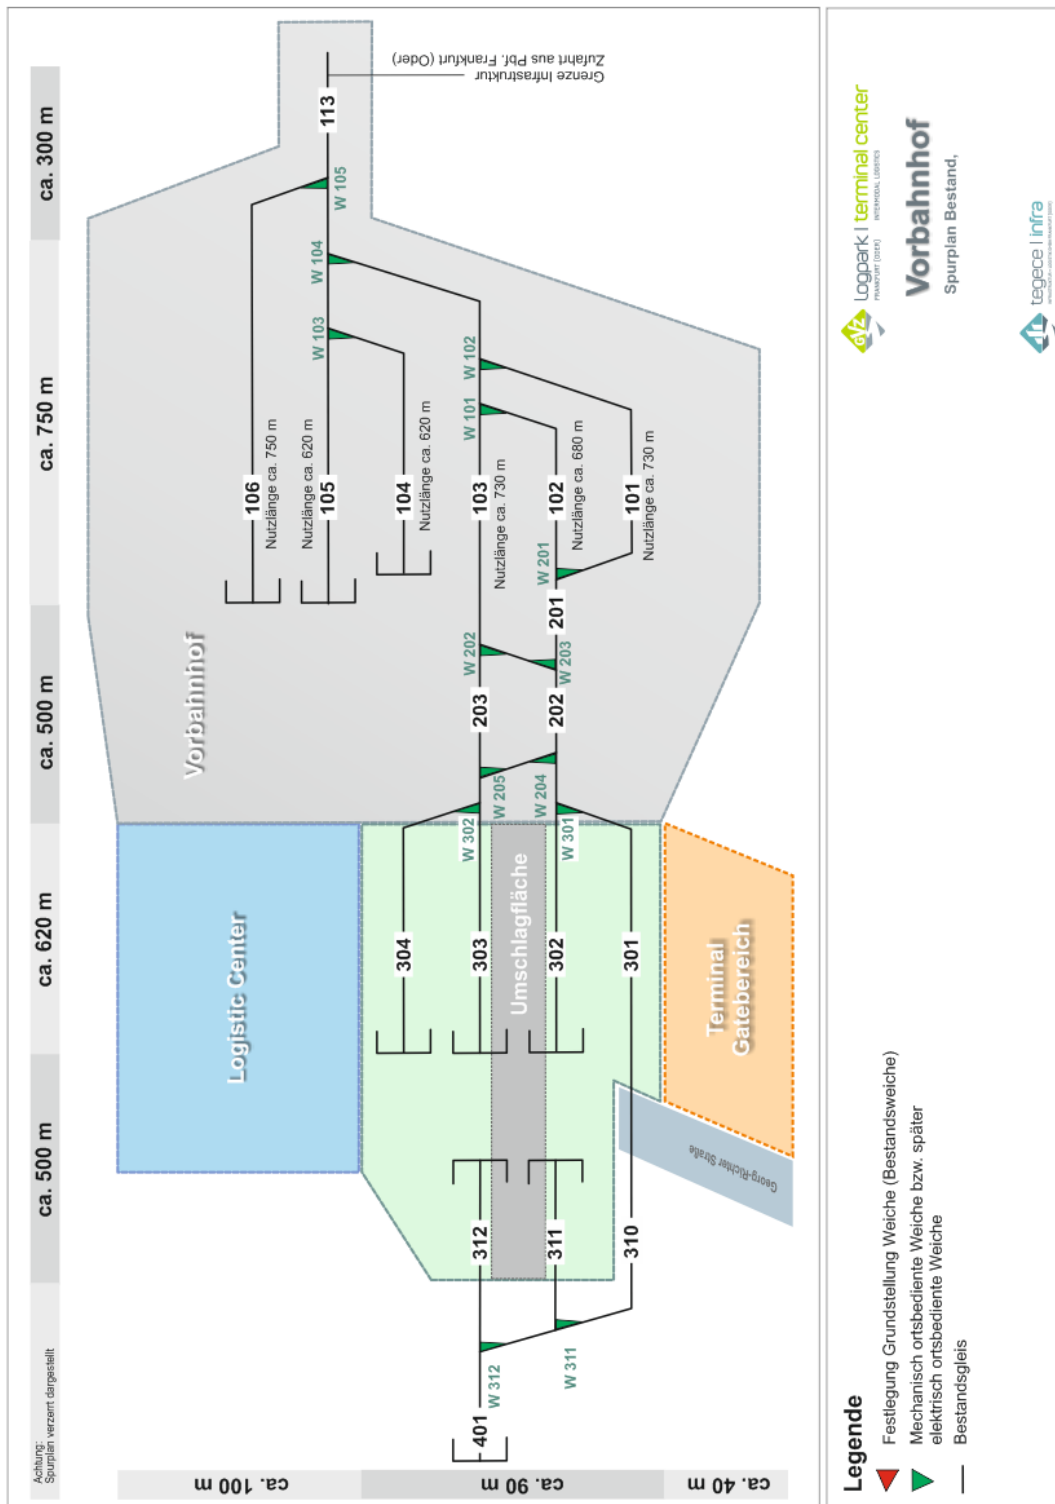 Achtung:
Spurplan verzerrt dargestellt
ca. 500 m
ca. 620 m
ca. 500 m
ca. 750 m
ca. 300 m
ca. 100 m
ca. 90 m
ca. 40 m
Logistic Center
Vorbahnhof
Umschlagfläche
Terminal
Gatebereich
Georg-Richter Straße
Grenze Infrastruktur
Zufahrt aus Pbf. Frankfurt (Oder)
113
W 105
W 104
W 103
106
Nutzlänge ca. 750 m
105
Nutzlänge ca. 620 m
104
Nutzlänge ca. 620 m
W 102
W 101
103
Nutzlänge ca. 730 m
102
Nutzlänge ca. 680 m
101
Nutzlänge ca. 730 m
W 201
201
W 202
W 203
203
202
W 205
W 204
W 302
W 301
304
303
302
301
312
311
310
W 312
W 311
401
Legende
Festlegung Grundstellung Weiche (Bestandsweiche)
Mechanisch ortsbediente Weiche bzw. später
elektrisch ortsbediente Weiche
Bestandsgleis
GVZ
Logpark | terminal center
FRANKFURT (ODER) INTERMODAL LOGISTICS
Vorbahnhof
Spurplan Bestand,
tegece | infra